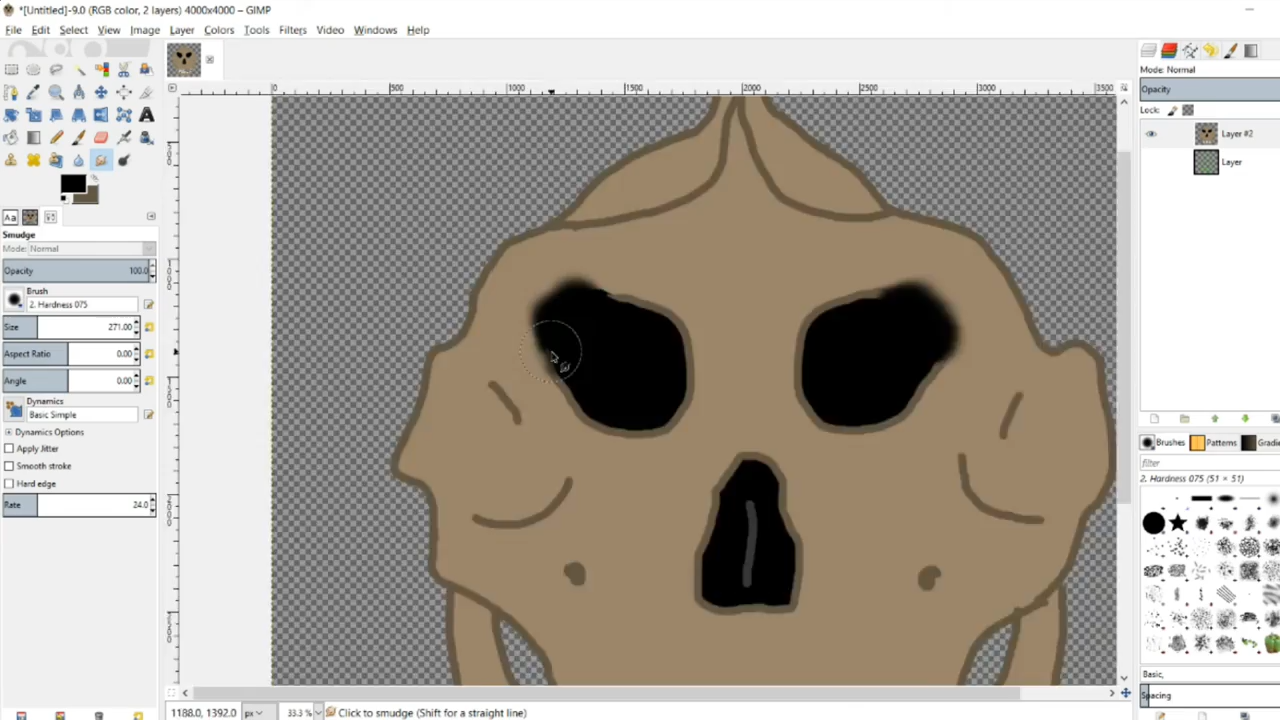 *[Untitled]-9.0 (RGB color, 2 layers) 4000x4000 – GIMP
File Edit Select View Image Layer Colors Tools Filters Video Windows Help
Smudge
Mode: Normal
Opacity 100.0
Brush
2. Hardness 075
Size 271.00
Aspect Ratio 0.00
Angle 0.00
Dynamics
Basic Simple
Dynamics Options
Apply Jitter
Smooth stroke
Hard edge
Rate 24.0
0 500 1000 1500 2000 2500 3000 3500
Mode: Normal
Opacity
Lock:
Layer #2
Layer
Brushes Patterns Gradie
filter
2. Hardness 075 (51 × 51)
Basic,
Spacing
1188.0, 1392.0 px 33.3 % Click to smudge (Shift for a straight line)